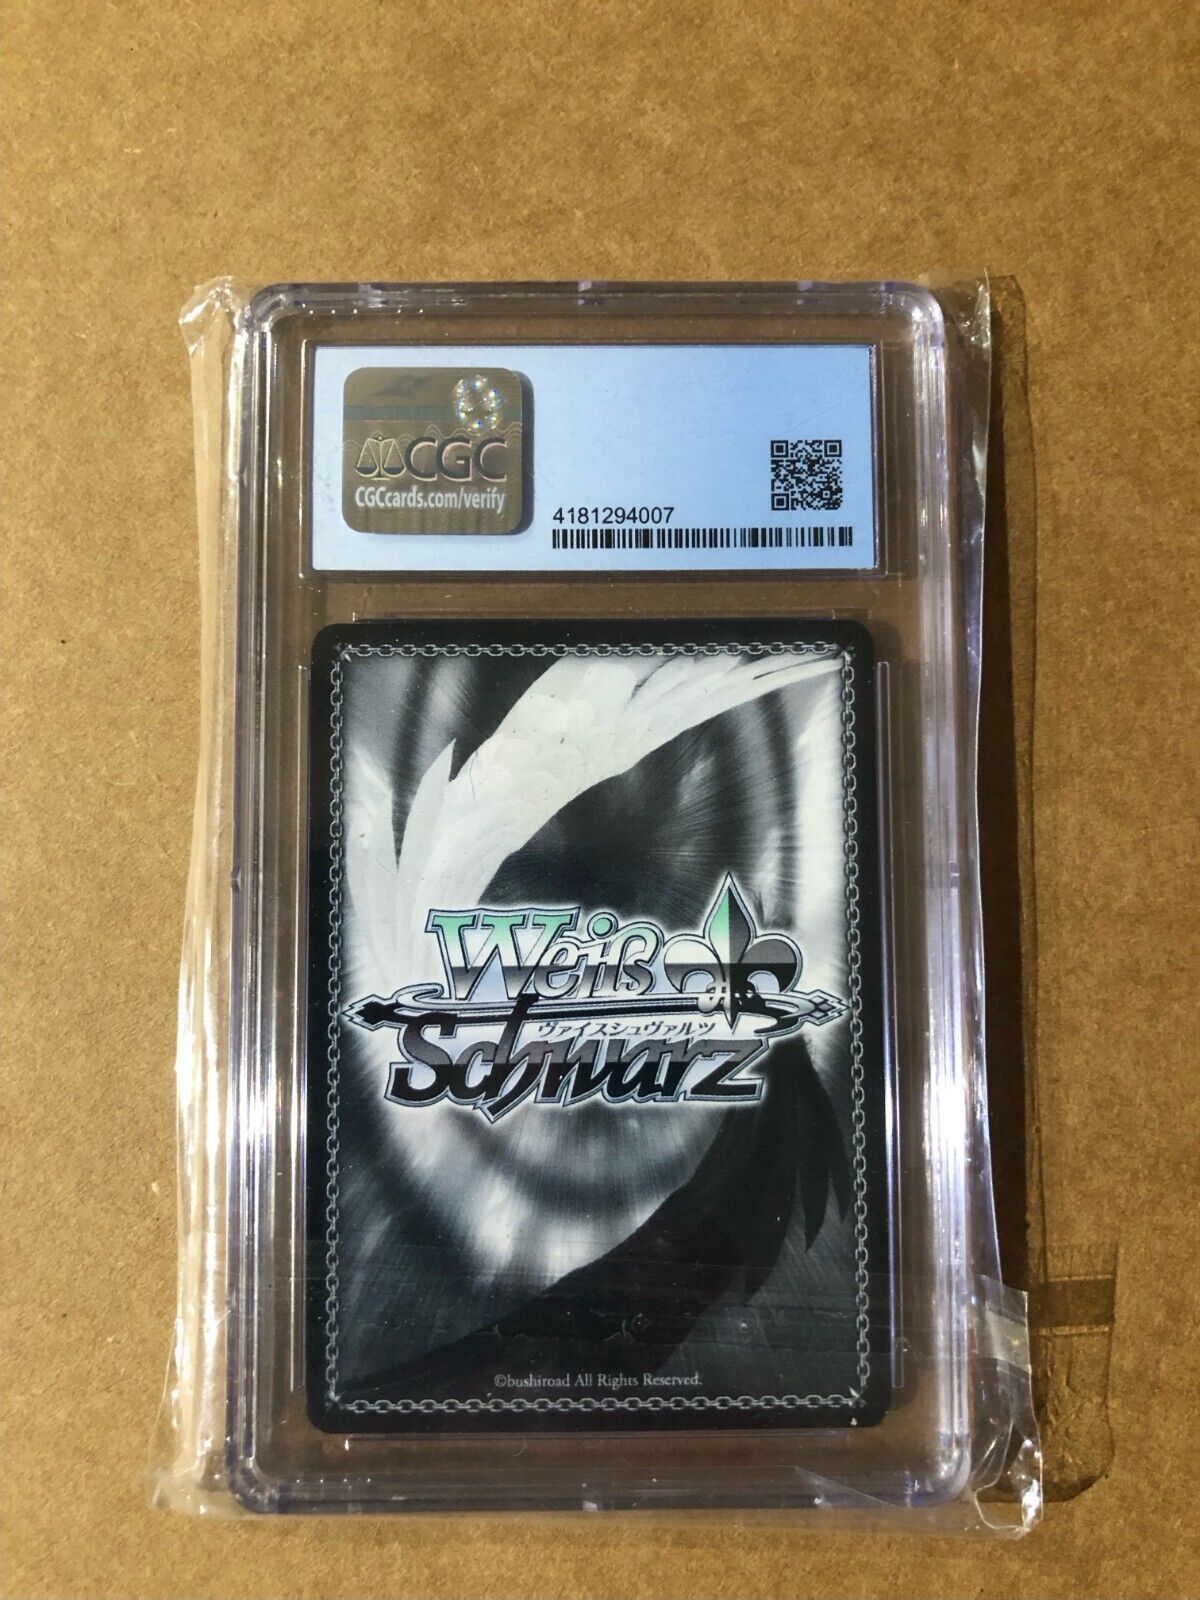 CGC
CGCcards.com/verify
4181294007
Weiß
ヴァイスシュヴァルツ
Schwarz
©bushiroad All Rights Reserved.